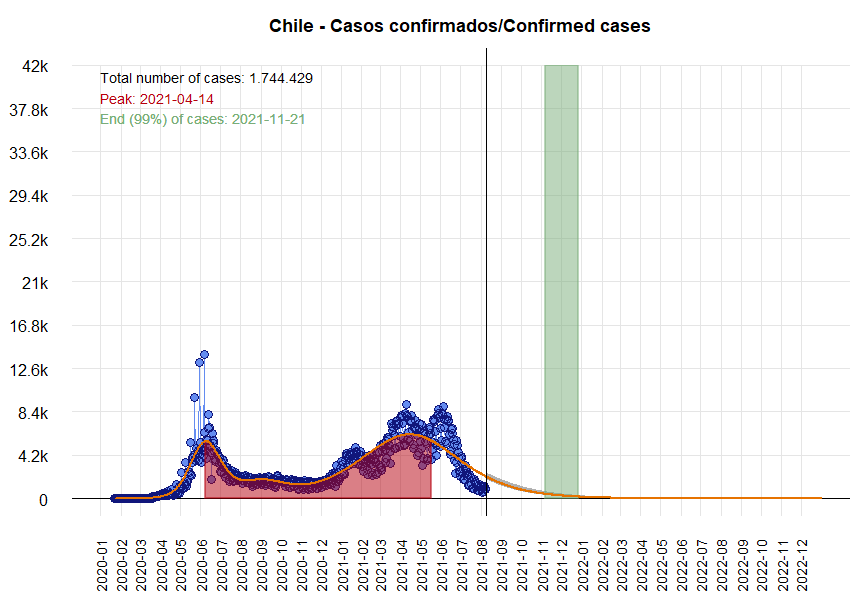 Chile - Casos confirmados/Confirmed cases
42k
Total number of cases: 1.744.429
Peak: 2021-04-14
End (99%) of cases: 2021-11-21
37.8k
33.6k
29.4k
25.2k
21k
16.8k
12.6k
8.4k
4.2k
0
2020-01
2020-02
2020-03
2020-04
2020-05
2020-06
2020-07
2020-08
2020-09
2020-10
2020-11
2020-12
2021-01
2021-02
2021-03
2021-04
2021-05
2021-06
2021-07
2021-08
2021-09
2021-10
2021-11
2021-12
2022-01
2022-02
2022-03
2022-04
2022-05
2022-06
2022-07
2022-08
2022-09
2022-10
2022-11
2022-12